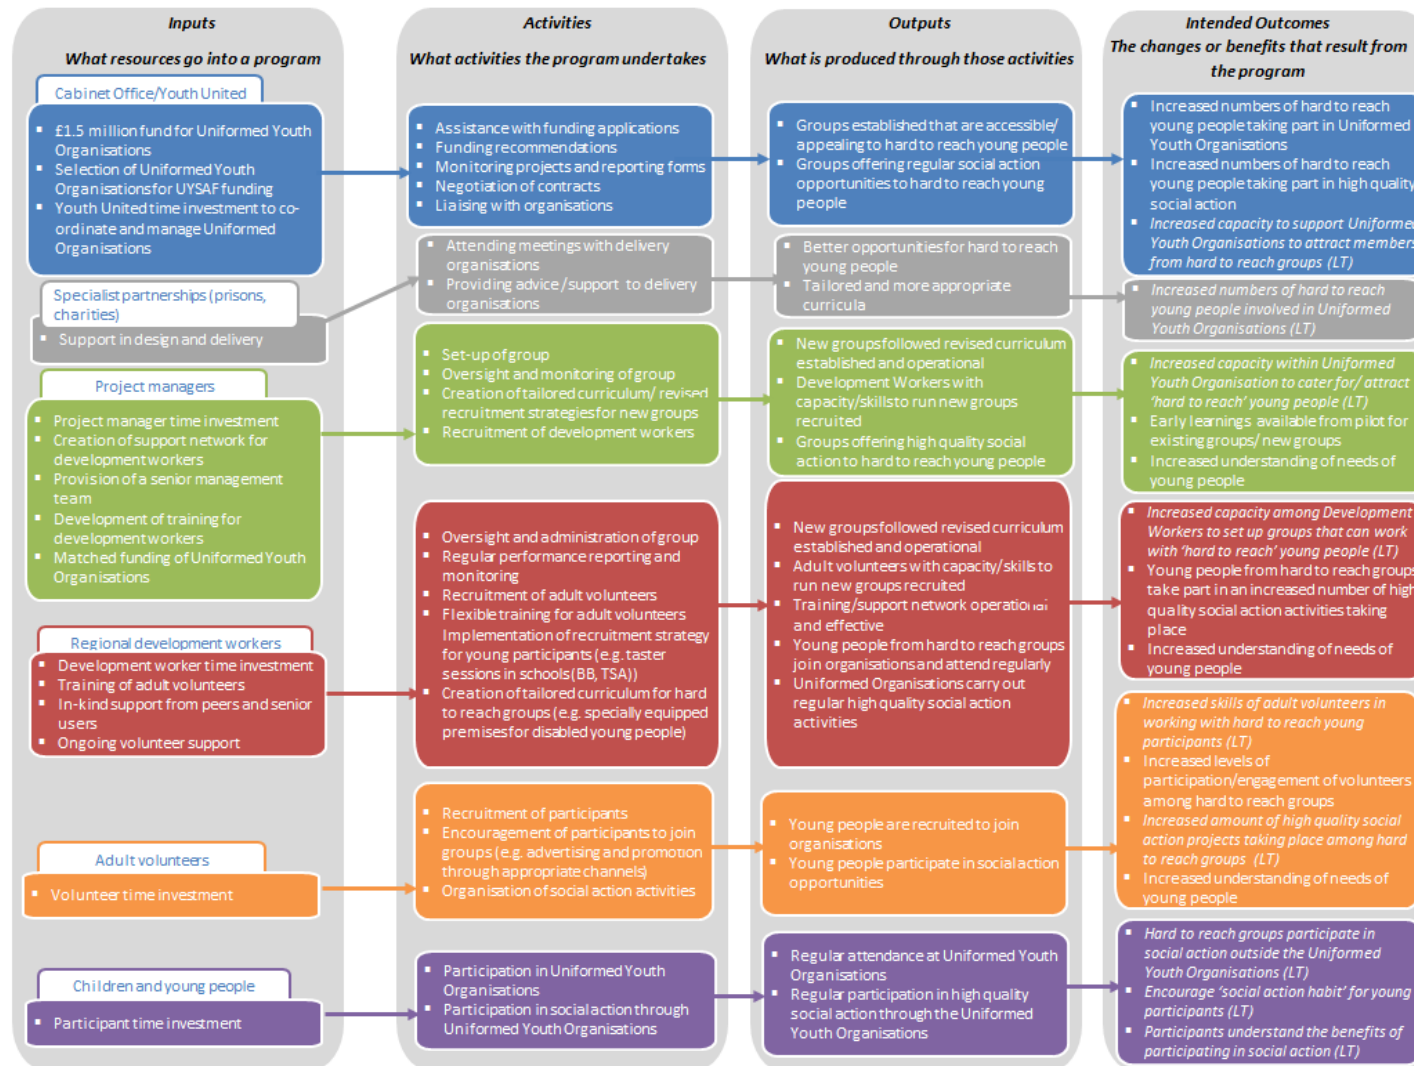 Inputs
What resources go into a program
Cabinet Office/Youth United
▪ £1.5 million fund for Uniformed Youth
Organisations
▪ Selection of Uniformed Youth
Organisations for UYSAF funding
▪ Youth United time investment to co-
ordinate and manage Uniformed
Organisations
Specialist partnerships (prisons,
charities)
▪ Support in design and delivery
Project managers
▪ Project manager time investment
▪ Creation of support network for
development workers
▪ Provision of a senior management
team
▪ Development of training for
development workers
▪ Matched funding of Uniformed Youth
Organisations
Regional development workers
▪ Development worker time investment
▪ Training of adult volunteers
▪ In-kind support from peers and senior
users
▪ Ongoing volunteer support
Adult volunteers
▪ Volunteer time investment
Children and young people
▪ Participant time investment
Activities
What activities the program undertakes
▪ Assistance with funding applications
▪ Funding recommendations
▪ Monitoring projects and reporting forms
▪ Negotiation of contracts
▪ Liaising with organisations
▪ Attending meetings with delivery
organisations
▪ Providing advice/support to delivery
organisations
▪ Set-up of group
▪ Oversight and monitoring of group
▪ Creation of tailored curriculum/ revised
recruitment strategies for new groups
▪ Recruitment of development workers
▪ Oversight and administration of group
▪ Regular performance reporting and
monitoring
▪ Recruitment of adult volunteers
▪ Flexible training for adult volunteers
Implementation of recruitment strategy
for young participants (e.g. taster
sessions in schools (BB, TSA))
▪ Creation of tailored curriculum for hard
to reach groups (e.g. specially equipped
premises for disabled young people)
▪ Recruitment of participants
▪ Encouragement of participants to join
groups (e.g. advertising and promotion
through appropriate channels)
▪ Organisation of social action activities
▪ Participation in Uniformed Youth
Organisations
▪ Participation in social action through
Uniformed Youth Organisations
Outputs
What is produced through those activities
▪ Groups established that are accessible/
appealing to hard to reach young people
▪ Groups offering regular social action
opportunities to hard to reach young
people
▪ Better opportunities for hard to reach
young people
▪ Tailored and more appropriate
curricula
▪ New groups followed revised curriculum
established and operational
▪ Development Workers with
capacity/skills to run new groups
recruited
▪ Groups offering high quality social
action to hard to reach young people
▪ New groups followed revised curriculum
established and operational
▪ Adult volunteers with capacity/skills to
run new groups recruited
▪ Training/support network operational
and effective
▪ Young people from hard to reach groups
join organisations and attend regularly
▪ Uniformed Organisations carry out
regular high quality social action
activities
▪ Young people are recruited to join
organisations
▪ Young people participate in social action
opportunities
▪ Regular attendance at Uniformed Youth
Organisations
▪ Regular participation in high quality
social action through the Uniformed
Youth Organisations
Intended Outcomes
The changes or benefits that result from
the program
▪ Increased numbers of hard to reach
young people taking part in Uniformed
Youth Organisations
▪ Increased numbers of hard to reach
young people taking part in high quality
social action
▪ Increased capacity to support Uniformed
Youth Organisations to attract members
from hard to reach groups (LT)
▪ Increased numbers of hard to reach
young people involved in Uniformed
Youth Organisations (LT)
▪ Increased capacity within Uniformed
Youth Organisation to cater for/ attract
‘hard to reach’ young people (LT)
▪ Early learnings available from pilot for
existing groups/ new groups
▪ Increased understanding of needs of
young people
▪ Increased capacity among Development
Workers to set up groups that can work
with ‘hard to reach’ young people (LT)
▪ Young people from hard to reach groups
take part in an increased number of high
quality social action activities taking
place
▪ Increased understanding of needs of
young people
▪ Increased skills of adult volunteers in
working with hard to reach young
participants (LT)
▪ Increased levels of
participation/engagement of volunteers
among hard to reach groups
▪ Increased amount of high quality social
action projects taking place among hard
to reach groups (LT)
▪ Increased understanding of needs of
young people
▪ Hard to reach groups participate in
social action outside the Uniformed
Youth Organisations (LT)
▪ Encourage ‘social action habit’ for young
participants (LT)
▪ Participants understand the benefits of
participating in social action (LT)